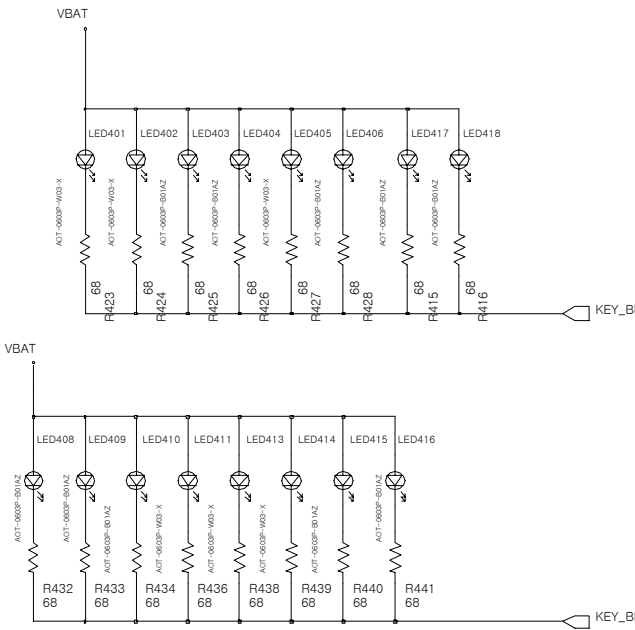 VBAT
LED401 LED402 LED403 LED404 LED405 LED406 LED417 LED418
AOT-0603P-W03-X AOT-0603P-W03-X AOT-0603P-B01AZ AOT-0603P-B01AZ AOT-0603P-W03-X AOT-0603P-B01AZ AOT-0603P-B01AZ
68 68 68 68 68 68 68 68
R423 R424 R425 R426 R427 R428 R415 R416
KEY_BL
VBAT
LED408 LED409 LED410 LED411 LED413 LED414 LED415 LED416
AOT-0603P-B01AZ AOT-0603P-B01AZ AOT-0603P-B01AZ AOT-0603P-W03-X AOT-0603P-W03-X AOT-0603P-W03-X AOT-0603P-B01AZ AOT-0603P-W03-X
R432 R433 R434 R436 R438 R439 R440 R441
68 68 68 68 68 68 68 68
KEY_BL